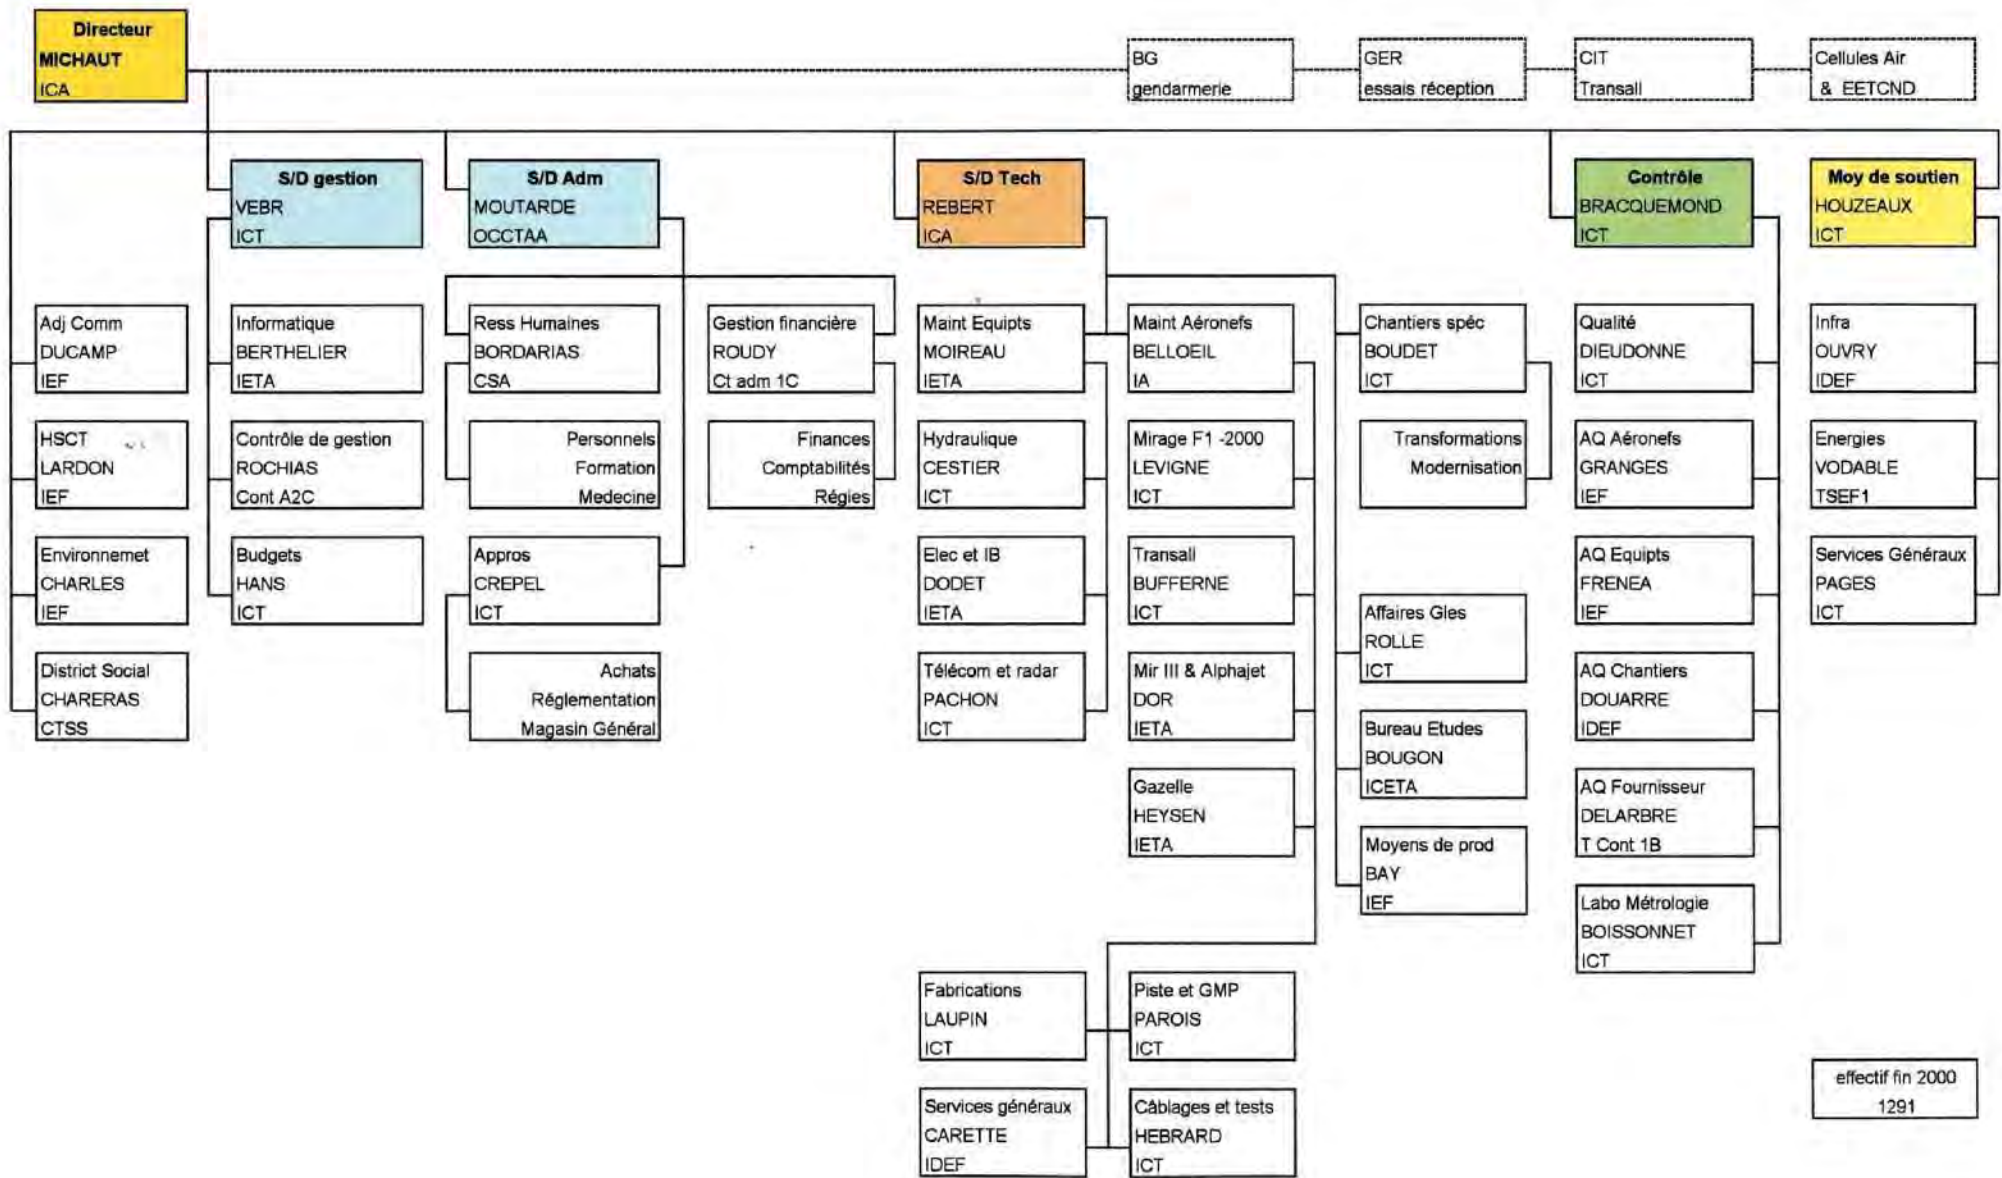 Directeur
MICHAUT
ICA
BG
gendarmerie
GER
essais réception
CIT
Transall
Cellules Air
& EETCND
S/D gestion
VEBR
ICT
S/D Adm
MOUTARDE
OCCTAA
S/D Tech
REBERT
ICA
Contrôle
BRACQUEMOND
ICT
Moy de soutien
HOUZEAUX
ICT
Adj Comm
DUCAMP
IEF
Informatique
BERTHELIER
IETA
Ress Humaines
BORDARIAS
CSA
Gestion financière
ROUDY
Ct adm 1C
Maint Equipts
MOIREAU
IETA
Maint Aéronefs
BELLOEIL
IA
Chantiers spéc
BOUDET
ICT
Qualité
DIEUDONNE
ICT
Infra
OUVRY
IDEF
HSCT
LARDON
IEF
Contrôle de gestion
ROCHIAS
Cont A2C
Personnels
Formation
Medecine
Finances
Comptabilités
Régies
Hydraulique
CESTIER
ICT
Mirage F1 -2000
LEVIGNE
ICT
Transformations
Modernisation
AQ Aéronefs
GRANGES
IEF
Energies
VODABLE
TSEF1
Environnemet
CHARLES
IEF
Budgets
HANS
ICT
Appros
CREPEL
ICT
Elec et IB
DODET
IETA
Transall
BUFFERNE
ICT
Affaires Gles
ROLLE
ICT
AQ Equipts
FRENEA
IEF
Services Généraux
PAGES
ICT
District Social
CHARERAS
CTSS
Achats
Réglementation
Magasin Général
Télécom et radar
PACHON
ICT
Mir III & Alphajet
DOR
IETA
Bureau Etudes
BOUGON
ICETA
AQ Chantiers
DOUARRE
IDEF
Gazelle
HEYSEN
IETA
Moyens de prod
BAY
IEF
AQ Fournisseur
DELARBRE
T Cont 1B
Labo Métrologie
BOISSONNET
ICT
Fabrications
LAUPIN
ICT
Piste et GMP
PAROIS
ICT
Services généraux
CARETTE
IDEF
Câblages et tests
HEBRARD
ICT
effectif fin 2000
1291